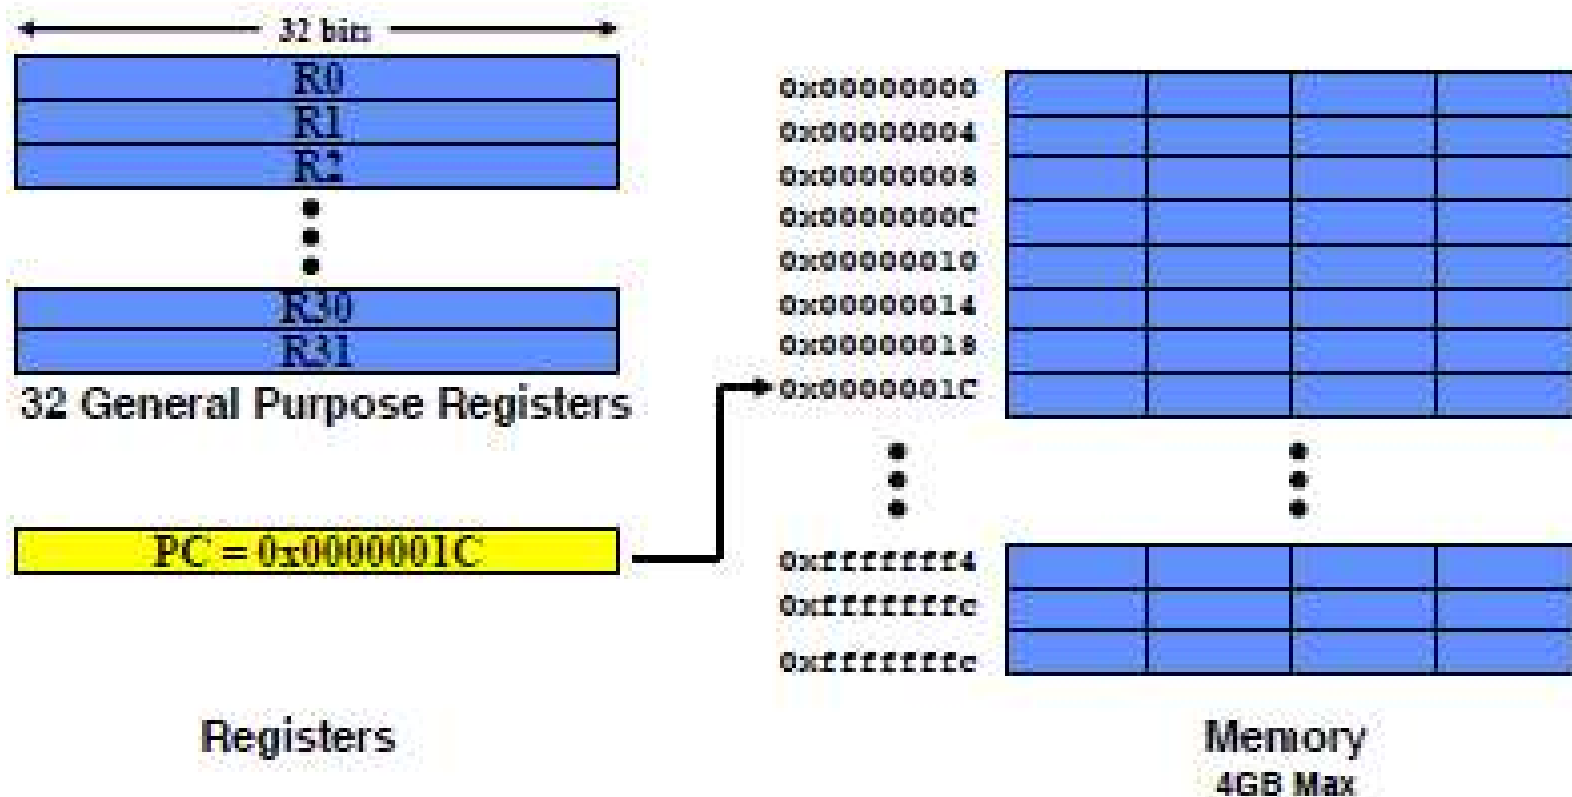 32 bits
R0
R1
R2
R30
R31
32 General Purpose Registers
PC = 0x0000001C
Registers
0x00000000
0x00000004
0x00000008
0x0000000C
0x00000010
0x00000014
0x00000018
0x0000001C
0xfffffff4
0xfffffffc
0xfffffffc
Memory
4GB Max